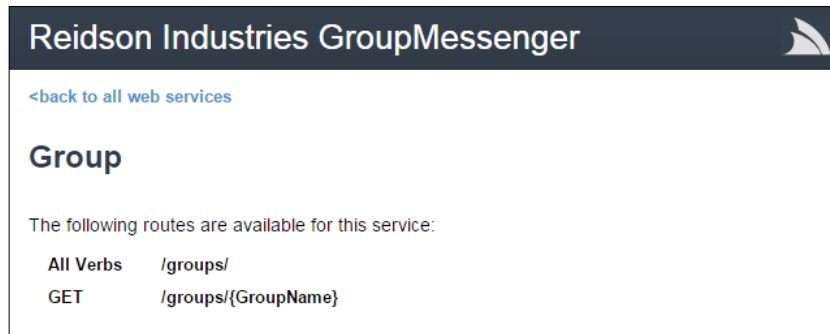 Reidson Industries GroupMessenger
<back to all web services
Group
The following routes are available for this service:
All Verbs /groups/
GET /groups/{GroupName}